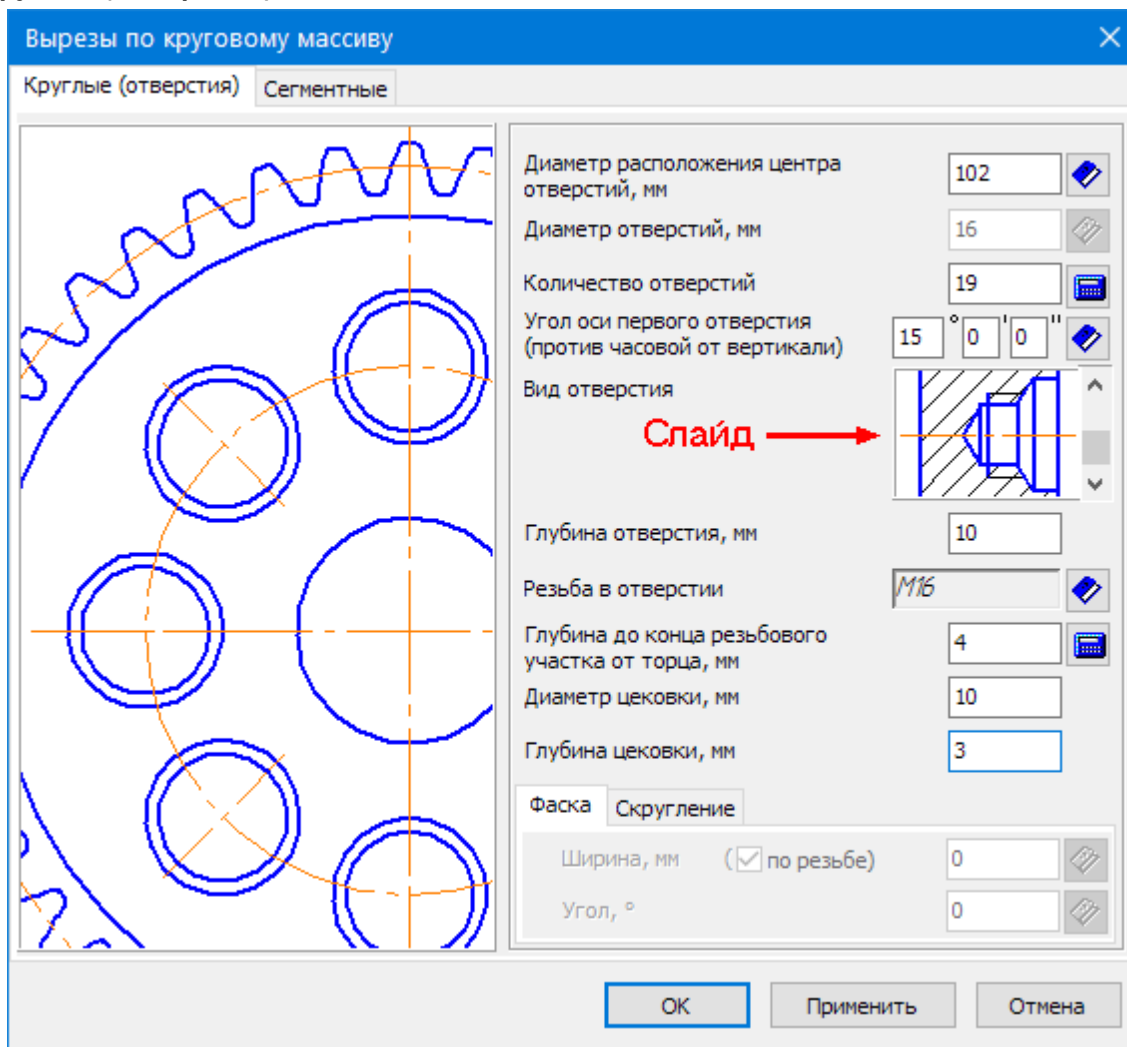 Вырезы по круговому массиву
Круглые (отверстия) Сегментные
Диаметр расположения центра
отверстий, мм
102
Диаметр отверстий, мм
16
Количество отверстий
19
Угол оси первого отверстия
(против часовой от вертикали)
15 ° 0 ' 0 "
Вид отверстия
Слайд
Глубина отверстия, мм
10
Резьба в отверстии
М16
Глубина до конца резьбового
участка от торца, мм
4
Диаметр цековки, мм
10
Глубина цековки, мм
3
Фаска Скругление
Ширина, мм (по резьбе)
0
Угол, °
0
ОК Применить Отмена